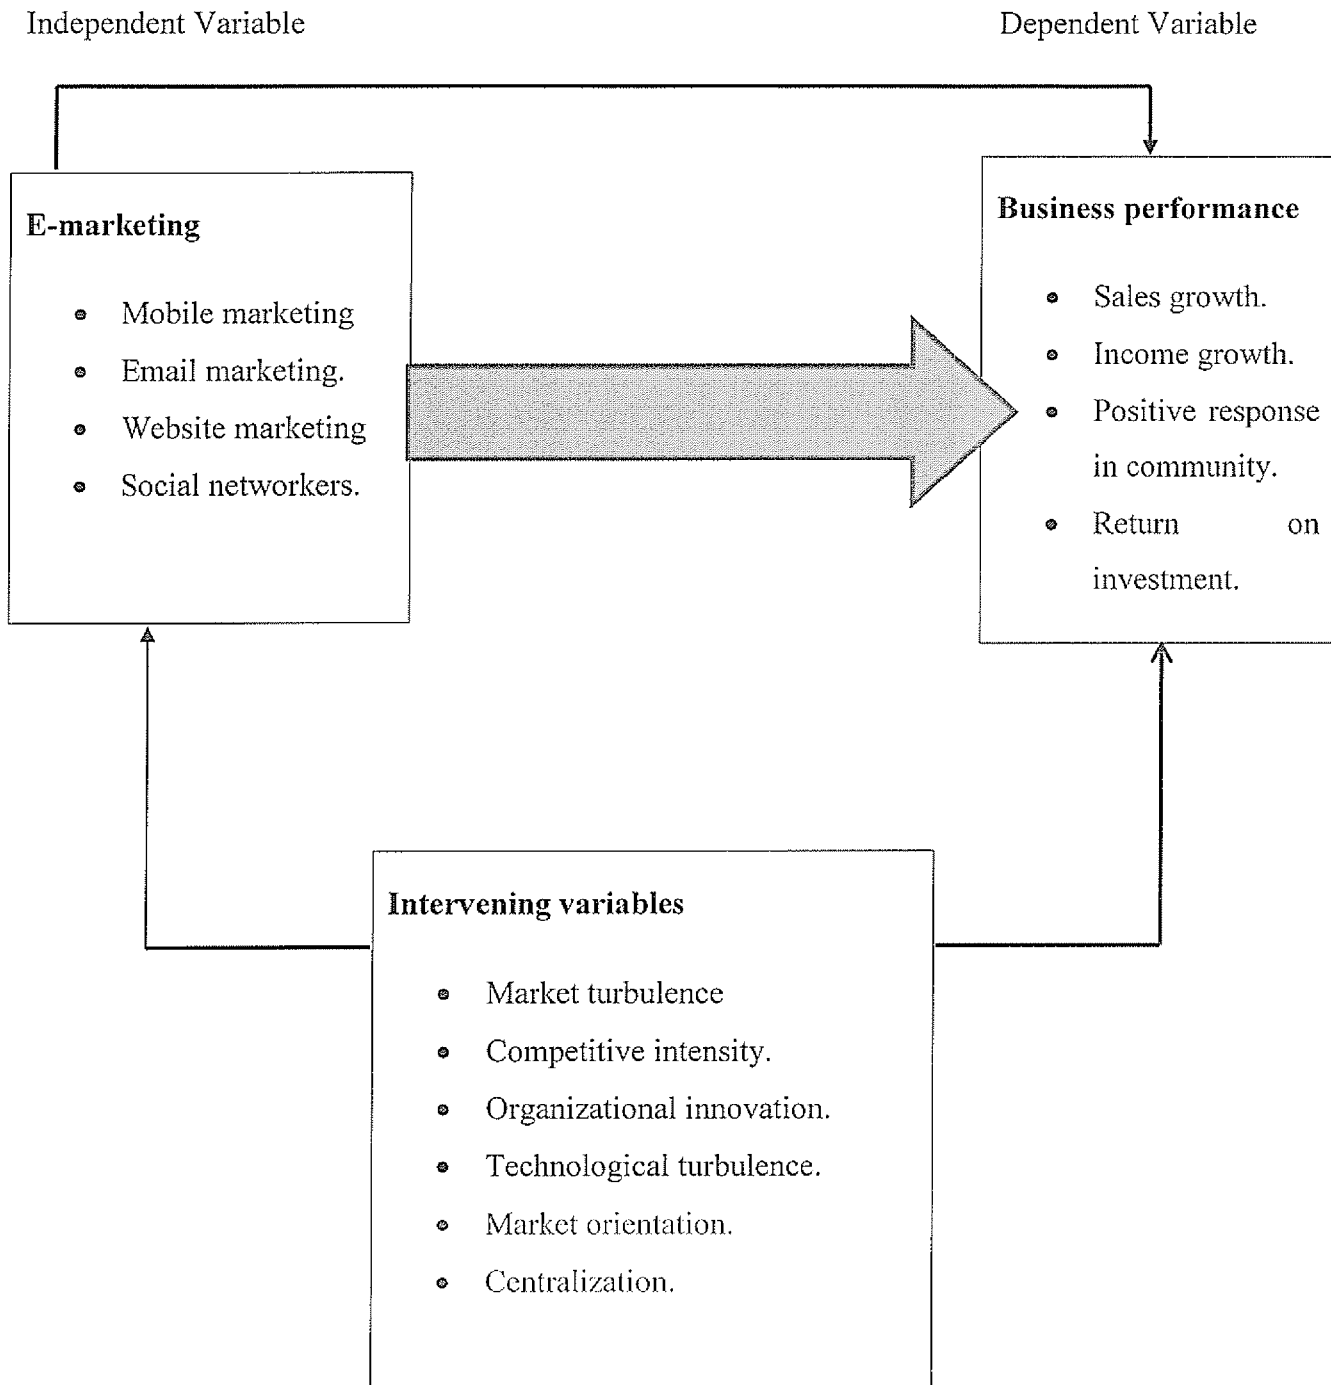 Independent Variable
Dependent Variable
E-marketing
• Mobile marketing
• Email marketing.
• Website marketing
• Social networkers.
Business performance
• Sales growth.
• Income growth.
• Positive response
in community.
• Return on
investment.
Intervening variables
• Market turbulence
• Competitive intensity.
• Organizational innovation.
• Technological turbulence.
• Market orientation.
• Centralization.